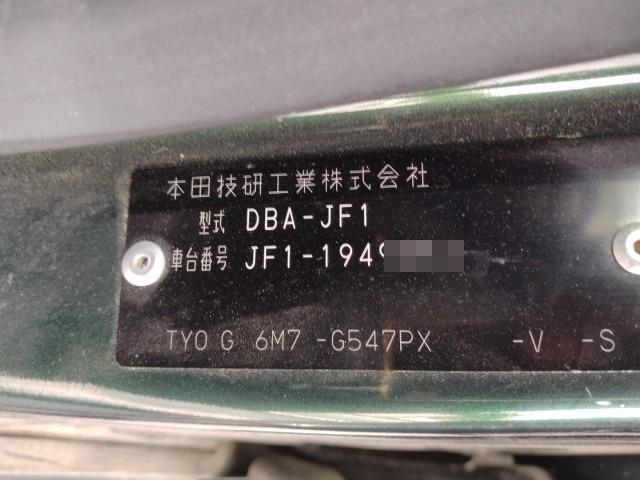 本田技研工業株式会社
型式 DBA-JF1
車台番号 JF1-1949
TYO G 6M7 -G547PX -V -S